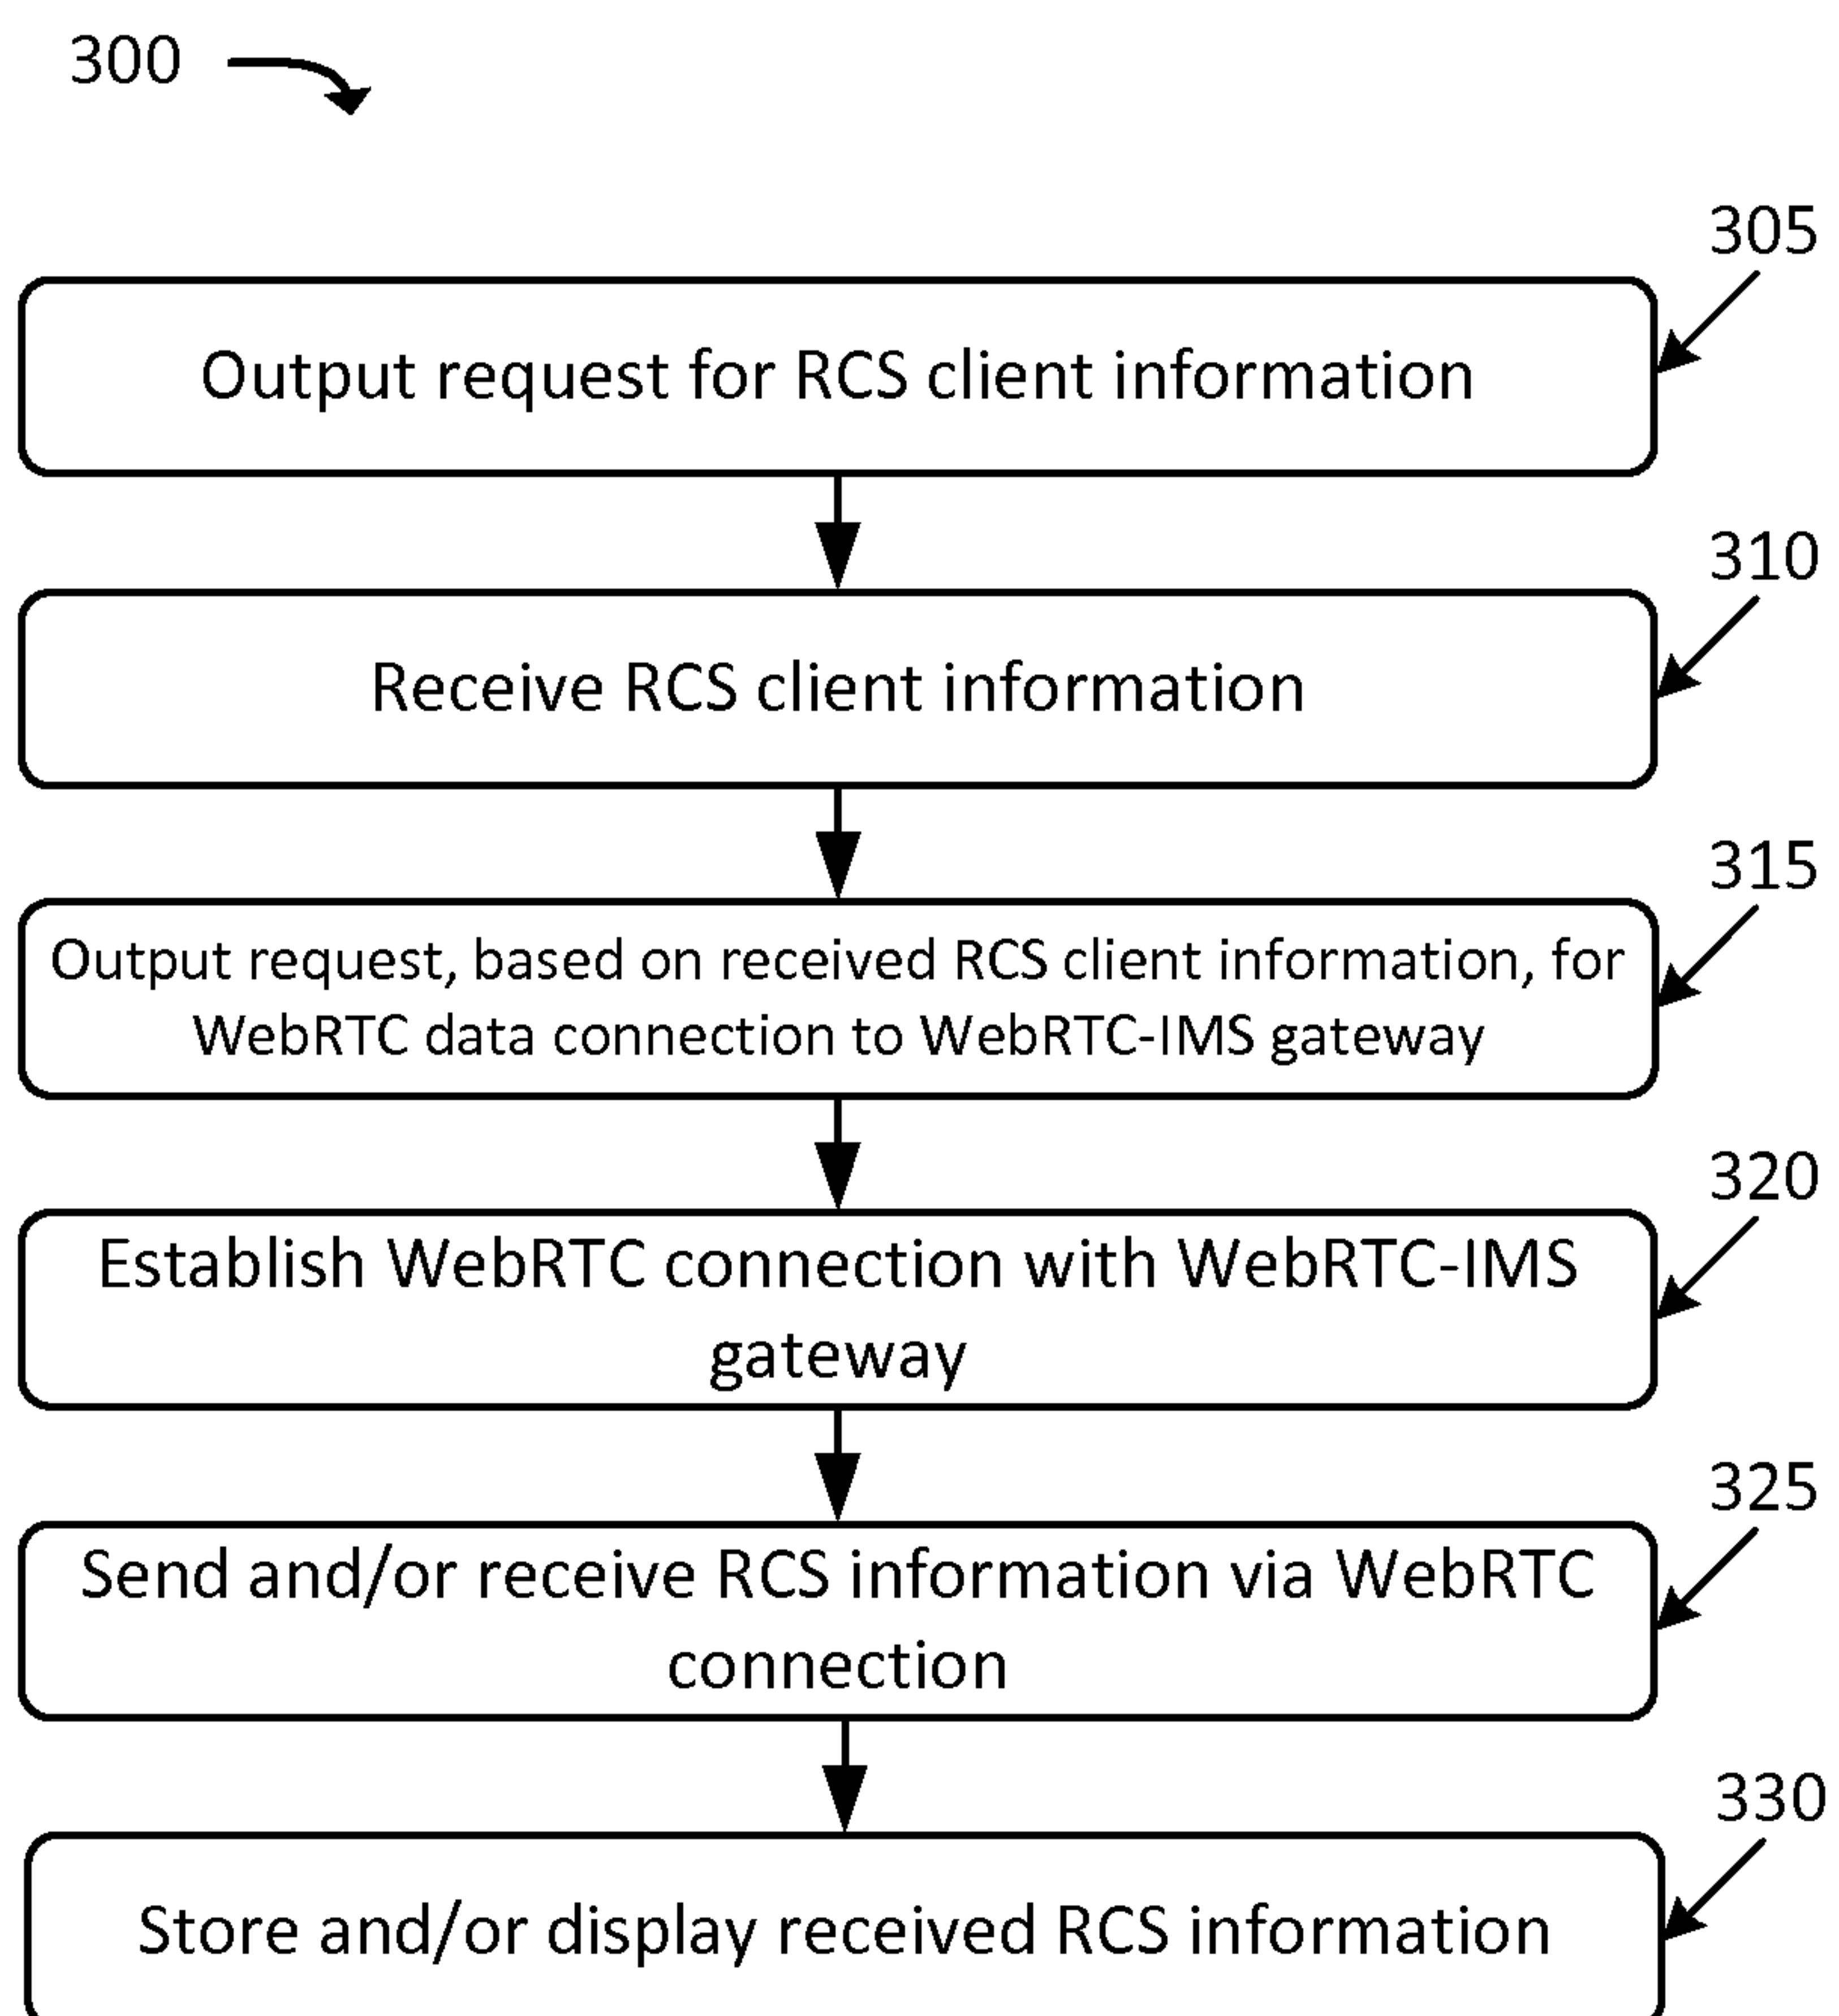 300
305
Output request for RCS client information
310
Receive RCS client information
315
Output request, based on received RCS client information, for
WebRTC data connection to WebRTC-IMS gateway
320
Establish WebRTC connection with WebRTC-IMS
gateway
325
Send and/or receive RCS information via WebRTC
connection
330
Store and/or display received RCS information